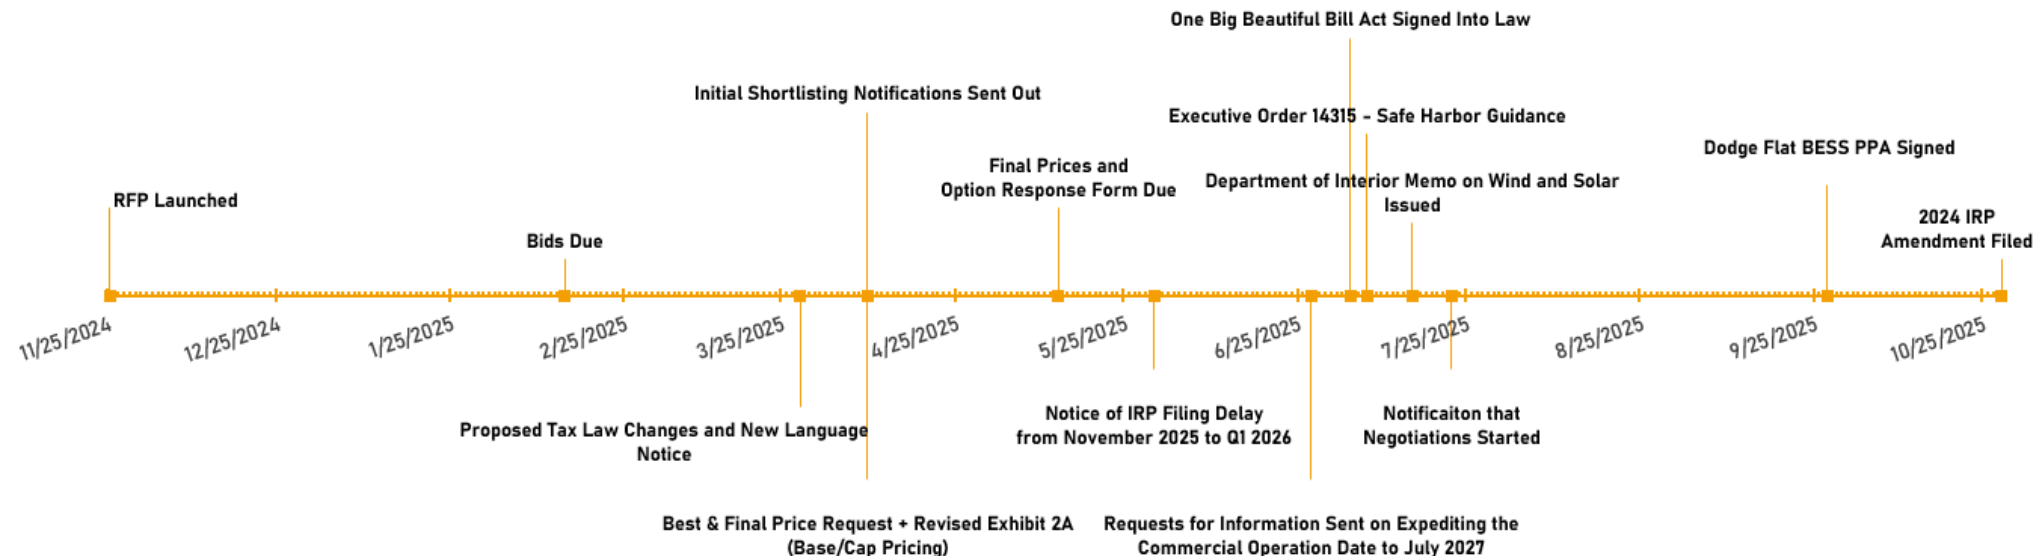 One Big Beautiful Bill Act Signed Into Law
Initial Shortlisting Notifications Sent Out
Executive Order 14315 - Safe Harbor Guidance
Dodge Flat BESS PPA Signed
Final Prices and
Option Response Form Due
Department of Interior Memo on Wind and Solar
Issued
RFP Launched
2024 IRP
Amendment Filed
Bids Due
11/25/2024
12/25/2024
1/25/2025
2/25/2025
3/25/2025
4/25/2025
5/25/2025
6/25/2025
7/25/2025
8/25/2025
9/25/2025
10/25/2025
Proposed Tax Law Changes and New Language
Notice
Notice of IRP Filing Delay
from November 2025 to Q1 2026
Notificaiton that
Negotiations Started
Best & Final Price Request + Revised Exhibit 2A
(Base/Cap Pricing)
Requests for Information Sent on Expediting the
Commercial Operation Date to July 2027